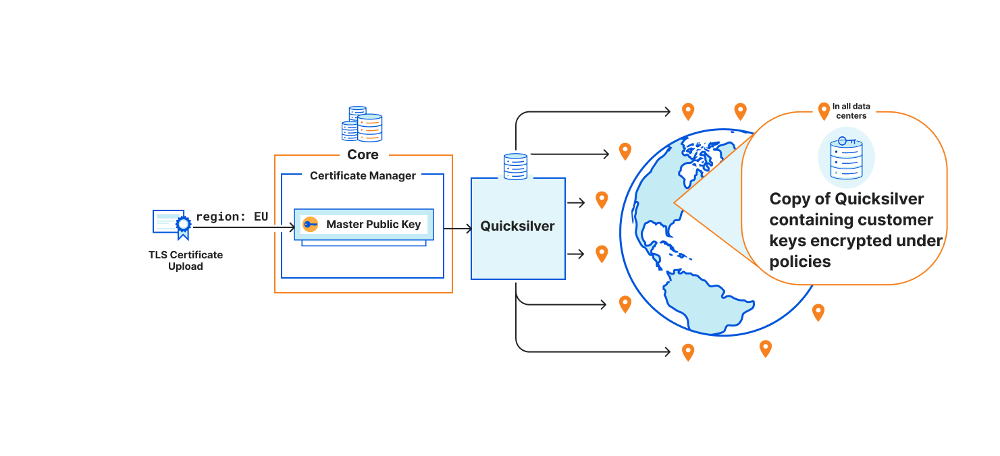 Core
Certificate Manager
region: EU
Master Public Key
TLS Certificate
Upload
Quicksilver
In all data
centers
Copy of Quicksilver
containing customer
keys encrypted under
policies